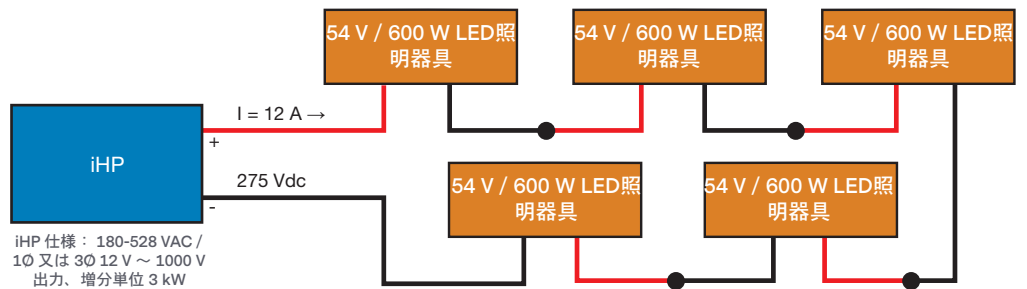 54 V / 600 W LED照
明器具
54 V / 600 W LED照
明器具
54 V / 600 W LED照
明器具
I = 12 A →
+
iHP
275 Vdc
-
54 V / 600 W LED照
明器具
54 V / 600 W LED照
明器具
iHP 仕様： 180-528 VAC /
1Ø 又は 3Ø 12 V ～ 1000 V
出力、増分単位 3 kW